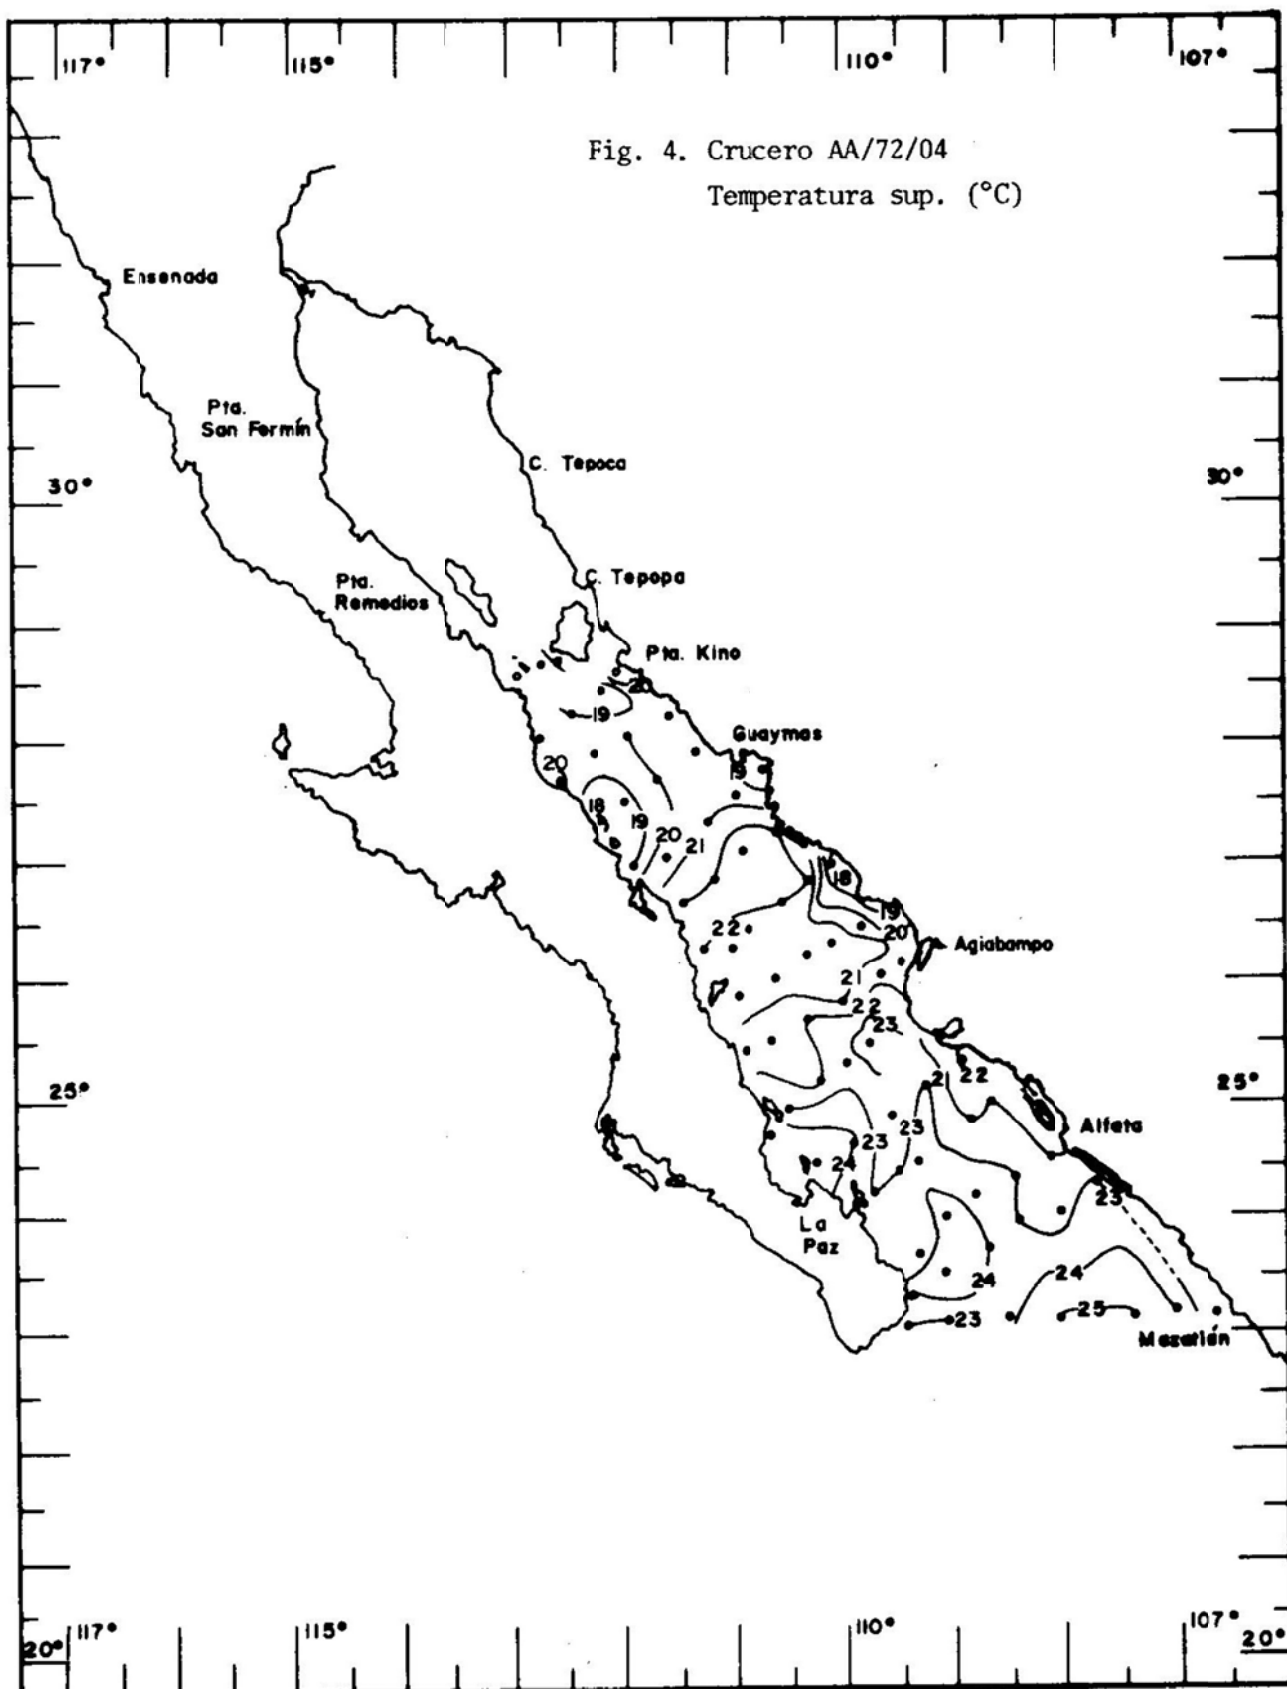 117°
115°
110°
107°
Fig. 4. Crucero AA/72/04
Temperatura sup. (°C)
Ensenada
Pta.
San Fermín
C. Tepoca
30°
30°
C. Tepopa
Pta.
Remedios
Pta. Kino
20
19
Guaymas
19
20
18
19
20
21
18
19
20
22
Agiabampo
21
22
23
22
21
25°
25°
23
23
Alfata
24
23
La
Paz
24
24
23
25
Mazatlán
117°
115°
110°
107°
20°
20°